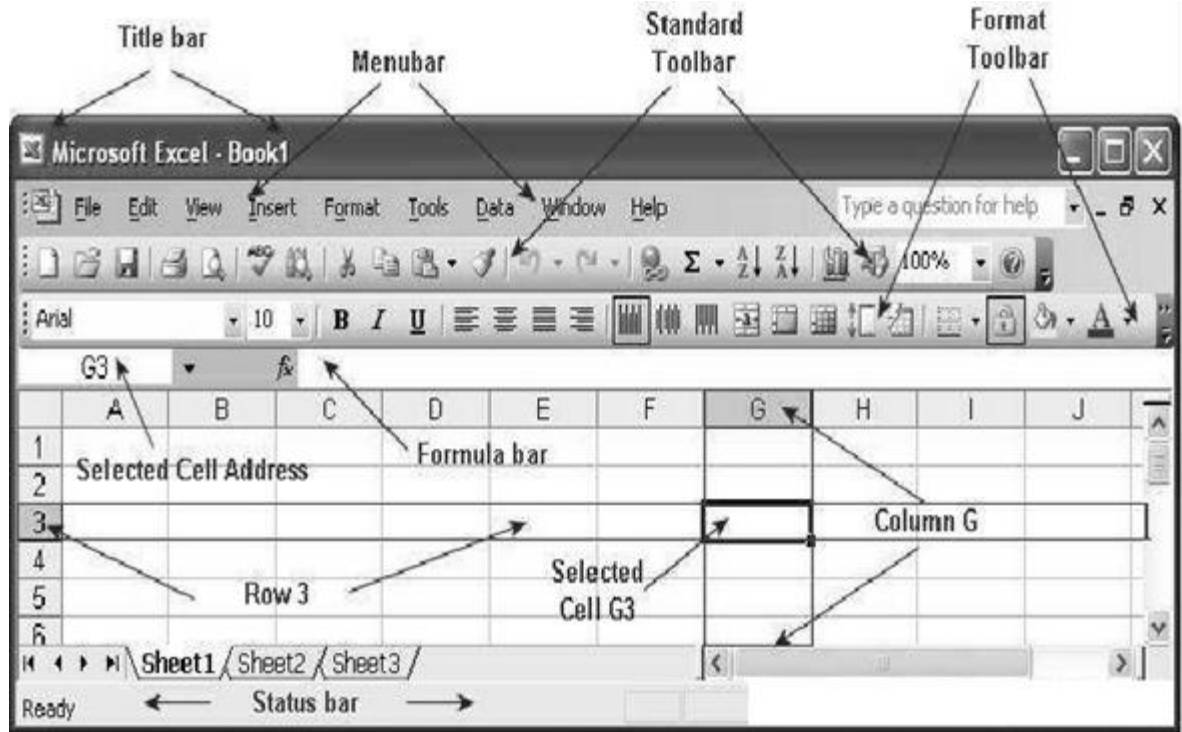 Title bar
Menubar
Standard
Toolbar
Format
Toolbar
Microsoft Excel - Book1
File Edit View Insert Format Tools Data Window Help Type a question for help
ABC Σ A Z Z A 100%
Arial 10 B I U A
G3 fx
A B C D E F G H I J
1
Selected Cell Address Formula bar
2
3 Column G
4
Row 3 Selected
Cell G3
5
6
Sheet1 Sheet2 Sheet3
Status bar
Ready